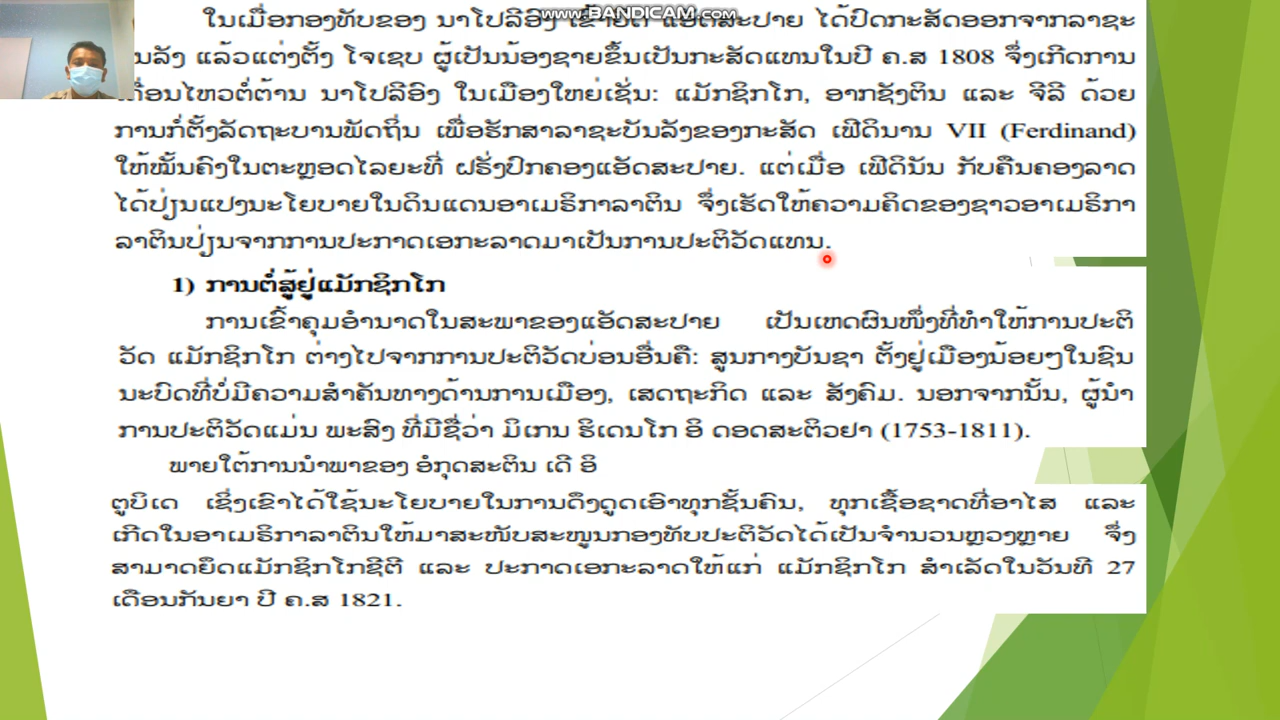 www.BANDICAM.com
ໃນເມື່ອກອງທັບຂອງ ນາໂປລີອົງ ເຂົ້າຍຶດ ແອັດສະປາຍ ໄດ້ປົດກະສັດອອກຈາກລາຊະ
ນລັງ ແລ້ວແຕ່ງຕັ້ງ ໂຈເຊບ ຜູ້ເປັນນ້ອງຊາຍຂຶ້ນເປັນກະສັດແທນໃນປີ ຄ.ສ 1808 ຈຶ່ງເກີດການ
ເຄື່ອນໄຫວຕໍ່ຕ້ານ ນາໂປລີອົງ ໃນເມືອງໃຫຍ່ເຊັ່ນ: ແມັກຊິກໂກ, ອາກຊັງຕິນ ແລະ ຈີລີ ດ້ວຍ
ການກໍ່ຕັ້ງລັດຖະບານພັດຖິ່ນ ເພື່ອຮັກສາລາຊະບັນລັງຂອງກະສັດ ເຟີດິນານ VII (Ferdinand)
ໃຫ້ໝັ້ນຄົງໃນຕະຫຼອດໄລຍະທີ່ ຝຣັ່ງປົກຄອງແອັດສະປາຍ. ແຕ່ເມື່ອ ເຟີດິນັນ ກັບຄືນຄອງລາດ
ໄດ້ປ່ຽນແປງນະໂຍບາຍໃນດິນແດນອາເມຣິກາລາຕິນ ຈຶ່ງເຮັດໃຫ້ຄວາມຄິດຂອງຊາວອາເມຣິກາ
ລາຕິນປ່ຽນຈາກການປະກາດເອກະລາດມາເປັນການປະຕິວັດແທນ.
1) ການຕໍ່ສູ້ຢູ່ແມັກຊິກໂກ
ການເຂົ້າຄຸມອຳນາດໃນສະພາຂອງແອັດສະປາຍ ເປັນເຫດຜົນໜຶ່ງທີ່ທຳໃຫ້ການປະຕິ
ວັດ ແມັກຊິກໂກ ຕ່າງໄປຈາກການປະຕິວັດບ່ອນອື່ນຄື: ສູນກາງບັນຊາ ຕັ້ງຢູ່ເມືອງນ້ອຍໆໃນຊົນ
ນະບົດທີ່ບໍ່ມີຄວາມສຳຄັນທາງດ້ານການເມືອງ, ເສດຖະກິດ ແລະ ສັງຄົມ. ນອກຈາກນັ້ນ, ຜູ້ນຳ
ການປະຕິວັດແມ່ນ ພະສົງ ທີ່ມີຊື່ວ່າ ມິເກນ ຮິເດນໂກ ອິ ດອດສະຕິວຢາ (1753-1811).
ພາຍໃຕ້ການນຳພາຂອງ ອໍກຸດສະຕິນ ເດີ ອິ
ຕູບິເດ ເຊິ່ງເຂົາໄດ້ໃຊ້ນະໂຍບາຍໃນການດຶງດູດເອົາທຸກຊັ້ນຄົນ, ທຸກເຊື້ອຊາດທີ່ອາໄສ ແລະ
ເກີດໃນອາເມຣິກາລາຕິນໃຫ້ມາສະໜັບສະໜູນກອງທັບປະຕິວັດໄດ້ເປັນຈຳນວນຫຼວງຫຼາຍ ຈຶ່ງ
ສາມາດຍຶດແມັກຊິກໂກຊີຕີ ແລະ ປະກາດເອກະລາດໃຫ້ແກ່ ແມັກຊິກໂກ ສຳເລັດໃນວັນທີ 27
ເດືອນກັນຍາ ປີ ຄ.ສ 1821.